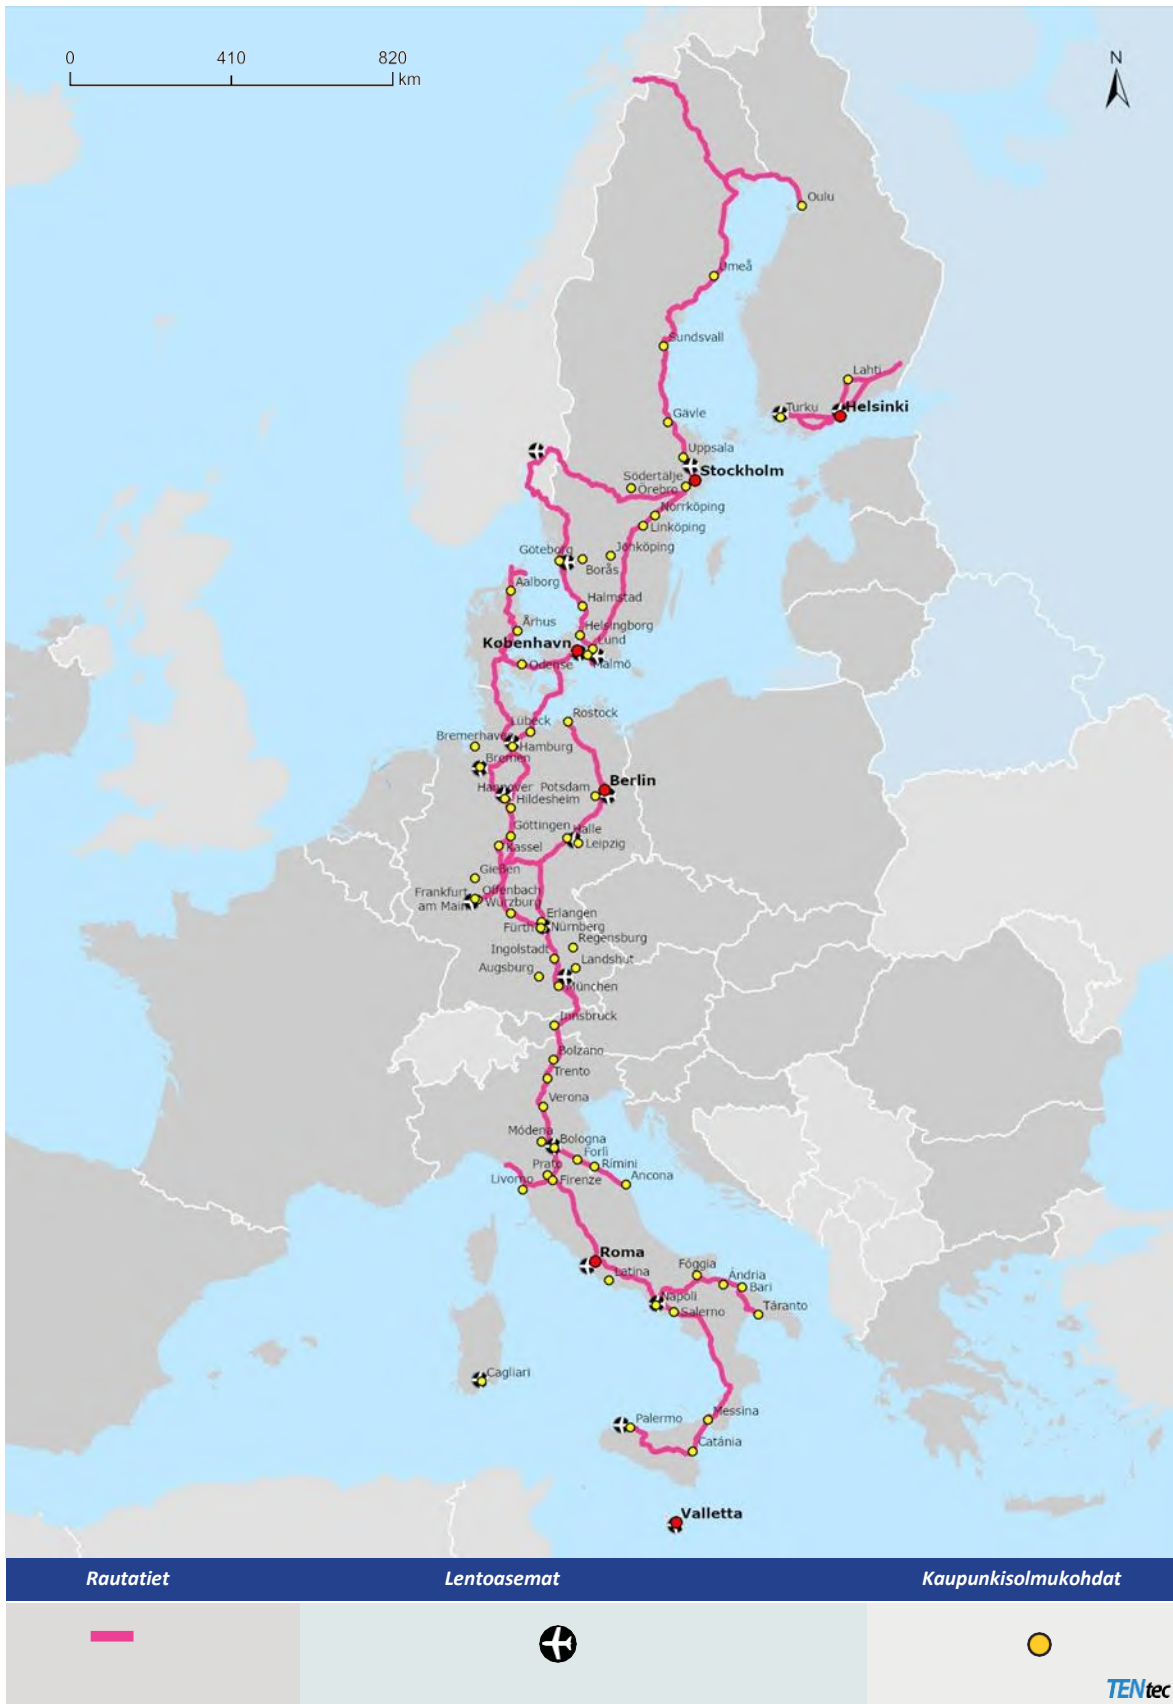 0 410 820
km
N
Oulu
Umeå
Sundsvall
Lahti
Turku
Helsinki
Gävle
Uppsala
Stockholm
Södertälje
Örebro
Norrköping
Linköping
Göteborg
Jönköping
Borås
Aalborg
Halmstad
Århus
Helsingborg
København
Lund
Odense
Malmö
Rostock
Lübeck
Bremerhaven
Hamburg
Bremen
Berlin
Hannover
Potsdam
Hildesheim
Göttingen
Halle
Kassel
Leipzig
Gießen
Frankfurt
am Main
Offenbach
Würzburg
Erlangen
Fürth
Nürnberg
Regensburg
Ingolstadt
Landshut
Augsburg
München
Innsbruck
Bolzano
Trento
Verona
Módena
Bologna
Forlì
Prato
Rímini
Livorno
Firenze
Ancona
Roma
Latina
Fóggia
Ándria
Bari
Napoli
Salerno
Táranto
Cagliari
Palermo
Messina
Catánia
Valletta
Rautatiet
Lentoasemat
Kaupunkisolmukohdat
TENtec